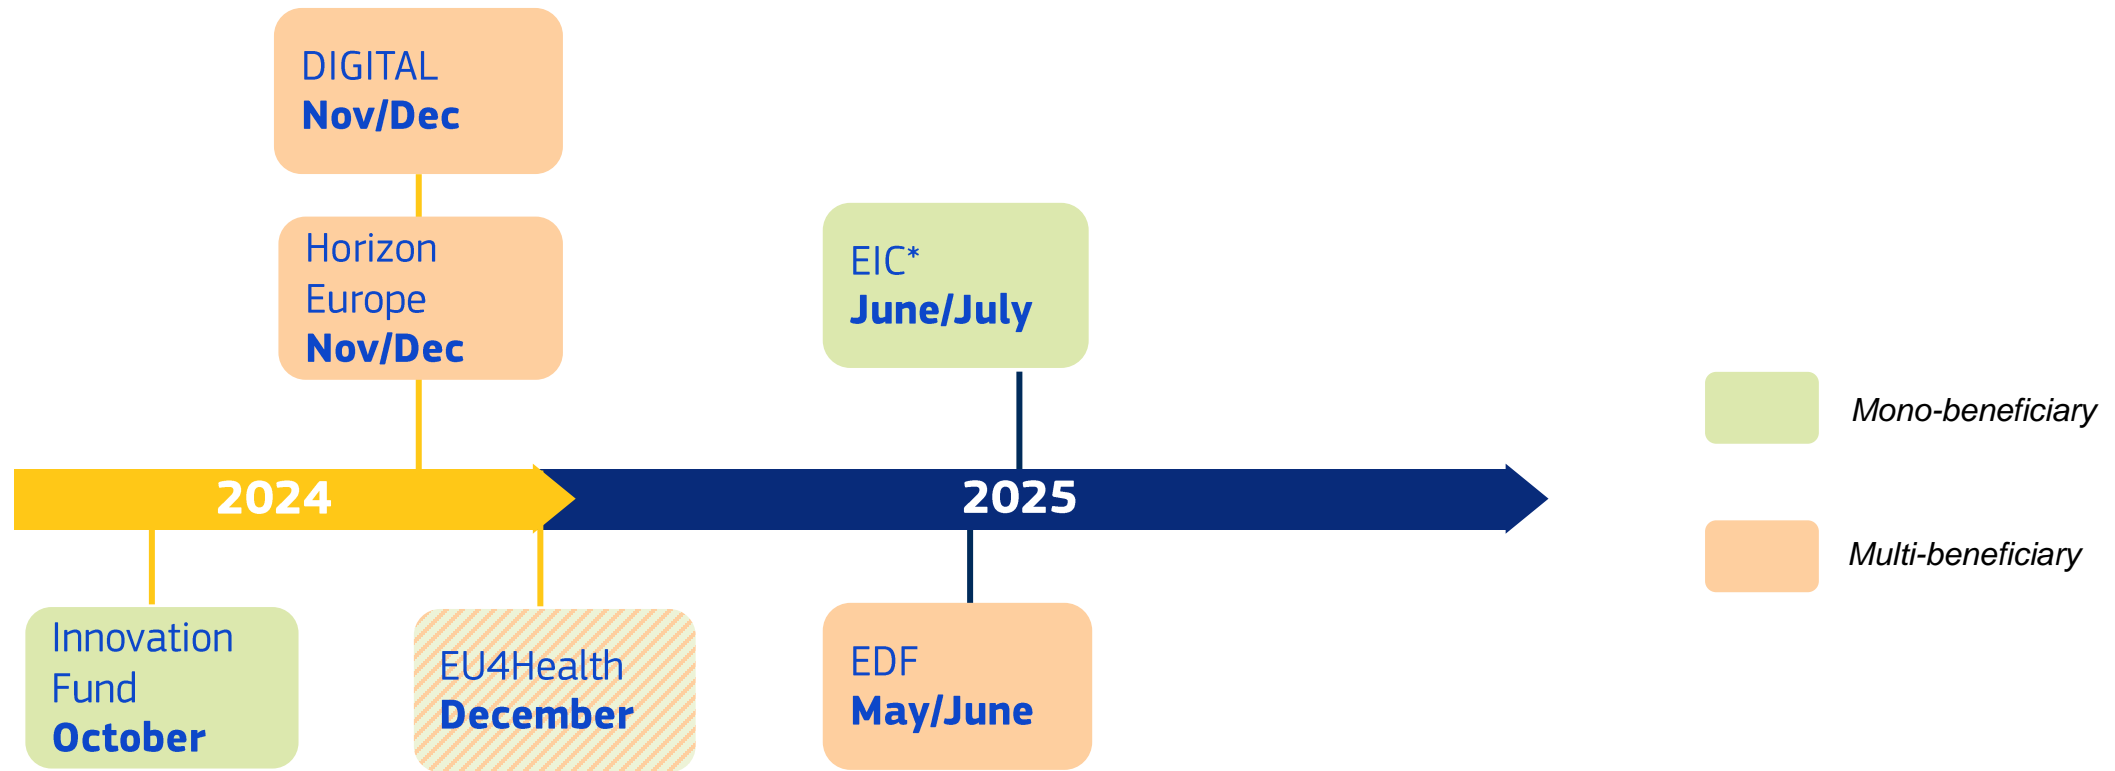 DIGITAL
Nov/Dec
Horizon
Europe
Nov/Dec
EIC*
June/July
Mono-beneficiary
2024
2025
Multi-beneficiary
Innovation
Fund
October
EU4Health
December
EDF
May/June